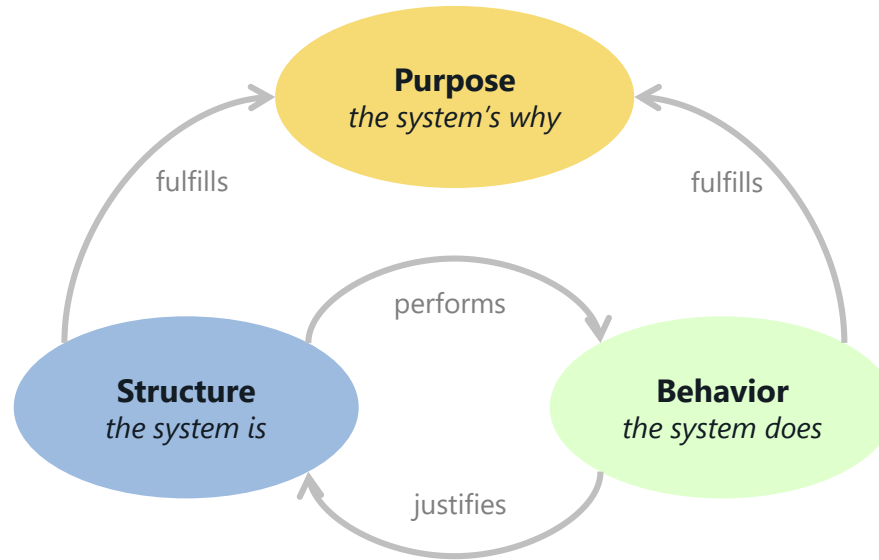 Purpose
the system’s why
fulfills
fulfills
performs
Structure
the system is
Behavior
the system does
justifies